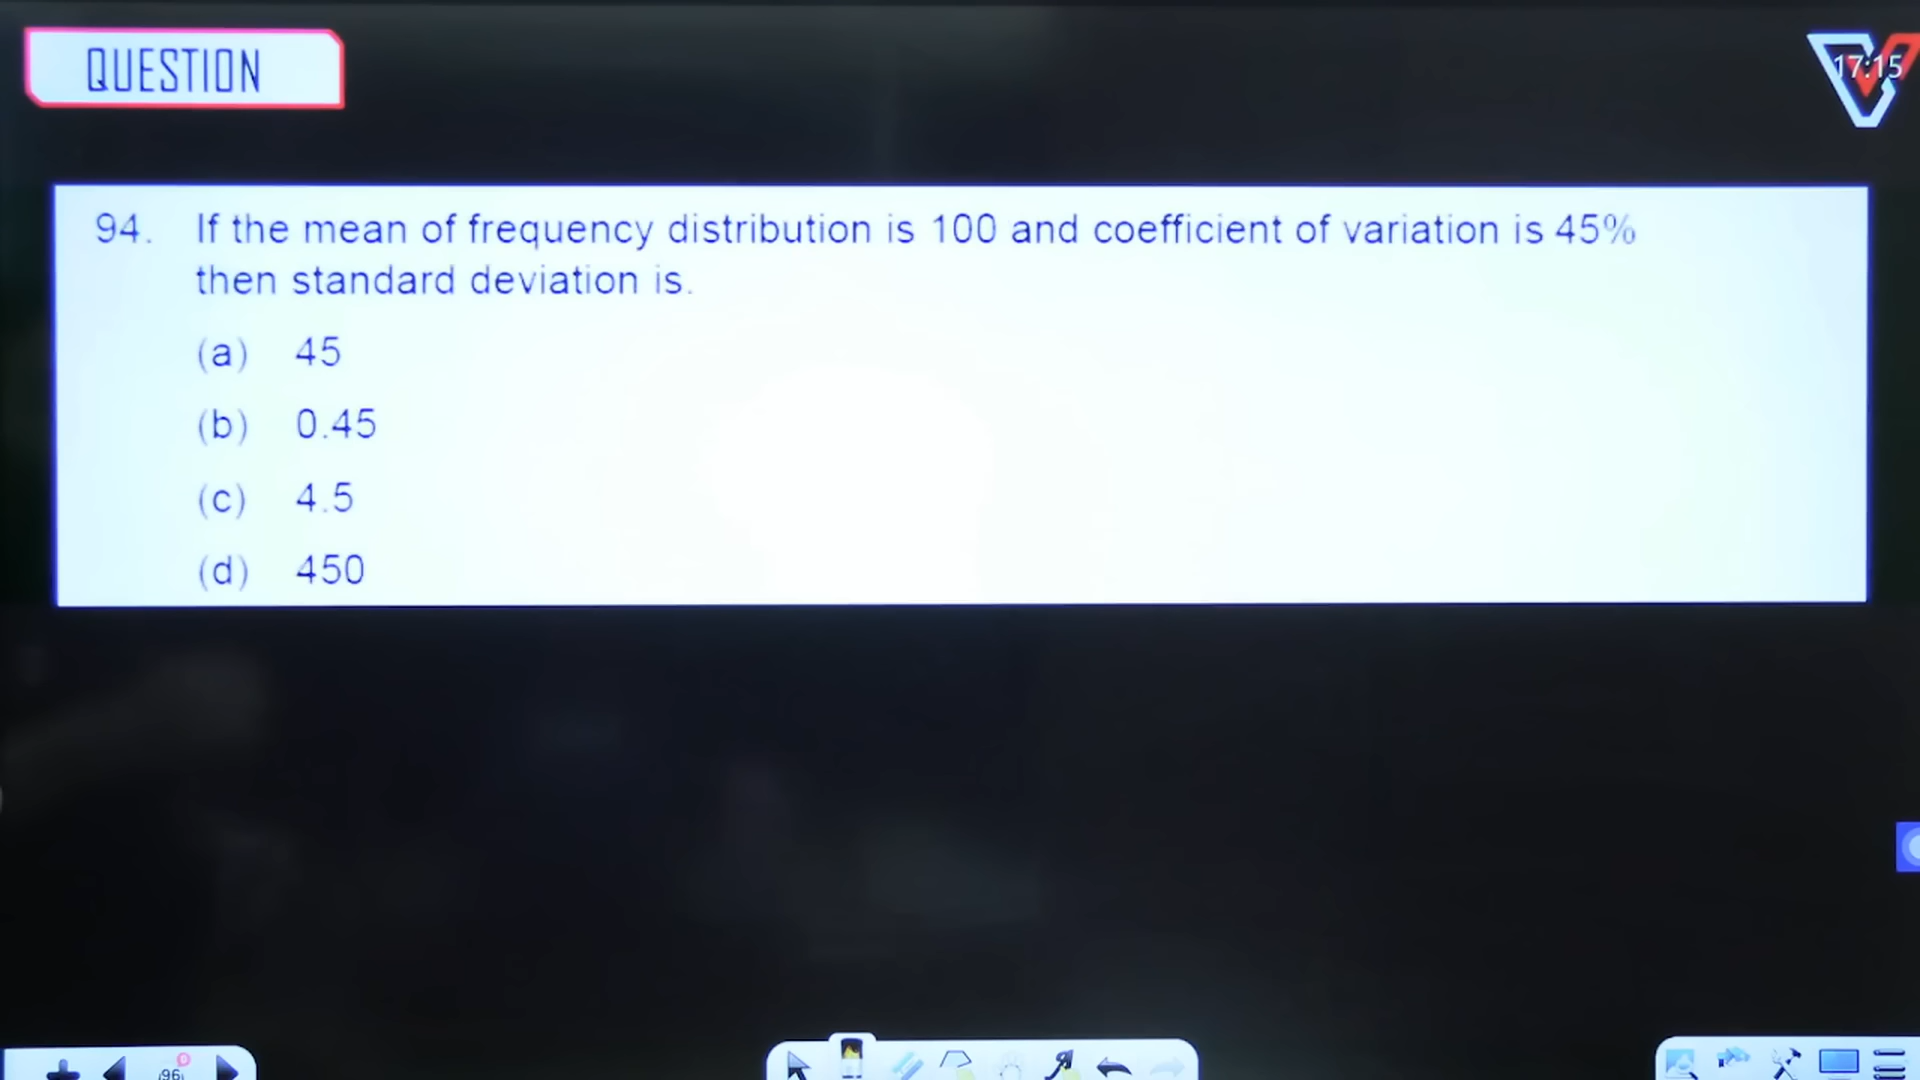 QUESTION
17:15
94. If the mean of frequency distribution is 100 and coefficient of variation is 45%
then standard deviation is.
(a) 45
(b) 0.45
(c) 4.5
(d) 450
96